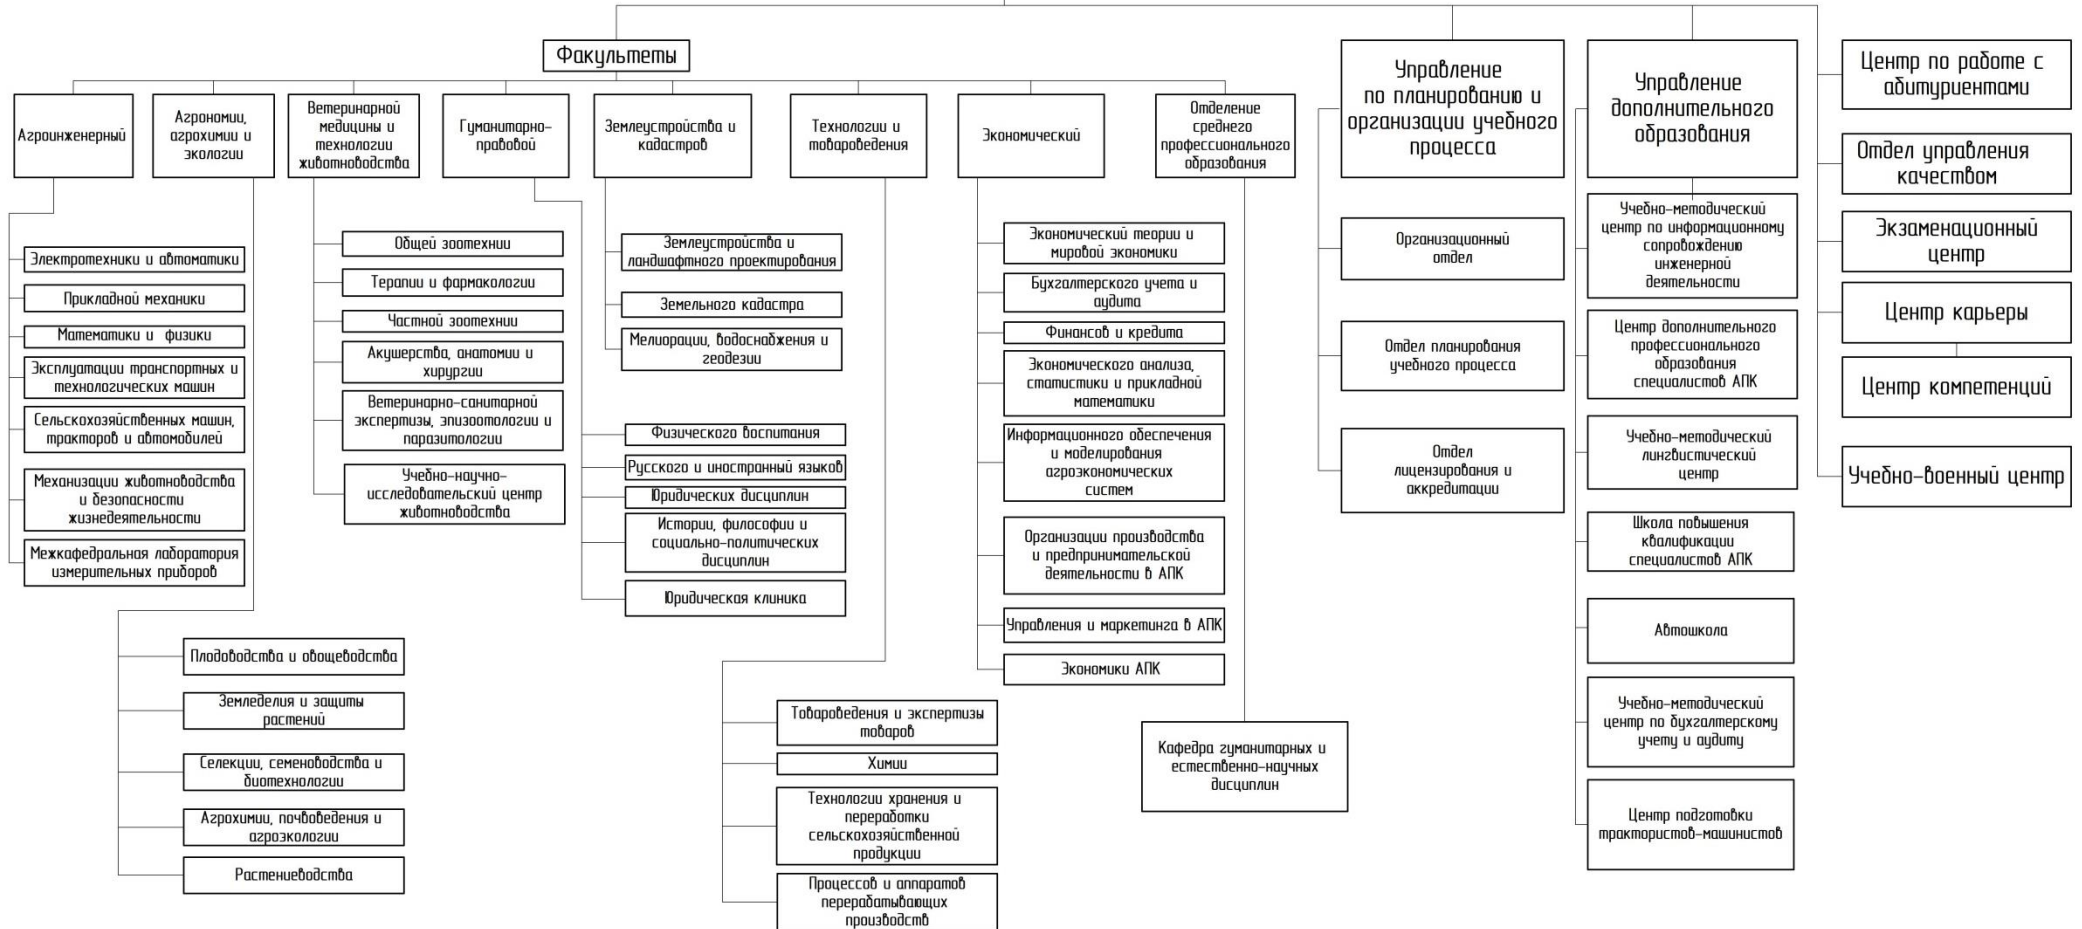 Факультеты
Агроинженерный
Электротехники и автоматики
Прикладной механики
Математики и физики
Эксплуатации транспортных и
технологических машин
Сельскохозяйственных машин,
тракторов и автомобилей
Механизации животноводства
и безопасности
жизнедеятельности
Межкафедральная лаборатория
измерительных приборов
Агрономии,
агрохимии и
экологии
Плодоводства и овощеводства
Земледелия и защиты
растений
Селекции, семеноводства и
биотехнологии
Агрохимии, почвоведения и
агроэкологии
Растениеводства
Ветеринарной
медицины и
технологии
животноводства
Общей зоотехнии
Терапии и фармакологии
Частной зоотехнии
Акушерства, анатомии и
хирургии
Ветеринарно-санитарной
экспертизы, эпизоотологии и
паразитологии
Учебно-научно-
исследовательский центр
животноводства
Гуманитарно-
правовой
Физического воспитания
Русского и иностранный языков
Юридических дисциплин
Истории, философии и
социально-политических
дисциплин
Юридическая клиника
Землеустройства и
кадастров
Землеустройства и
ландшафтного проектирования
Земельного кадастра
Мелиорации, водоснабжения и
геодезии
Технологии и
товароведения
Товароведения и экспертизы
товаров
Химии
Технологии хранения и
переработки
сельскохозяйственной
продукции
Процессов и аппаратов
перерабатывающих
производств
Экономический
Экономический теории и
мировой экономики
Бухгалтерского учета и
аудита
Финансов и кредита
Экономического анализа,
статистики и прикладной
математики
Информационного обеспечения
и моделирования
агроэкономических
систем
Организации производства
и предпринимательской
деятельности в АПК
Управления и маркетинга в АПК
Экономики АПК
Отделение
среднего
профессионального
образования
Кафедра гуманитарных и
естественно-научных
дисциплин
Управление
по планированию и
организации учебного
процесса
Организационный
отдел
Отдел планирования
учебного процесса
Отдел
лицензирования и
аккредитации
Управление
дополнительного
образования
Учебно-методический
центр по информационному
сопровождению
инженерной
деятельности
Центр дополнительного
профессионального
образования
специалистов АПК
Учебно-методический
лингвистический
центр
Школа повышения
квалификации
специалистов АПК
Автошкола
Учебно-методический
центр по бухгалтерскому
учету и аудиту
Центр подготовки
трактористов-машинистов
Центр по работе с
абитуриентами
Отдел управления
качеством
Экзаменационный
центр
Центр карьеры
Центр компетенций
Учебно-военный центр